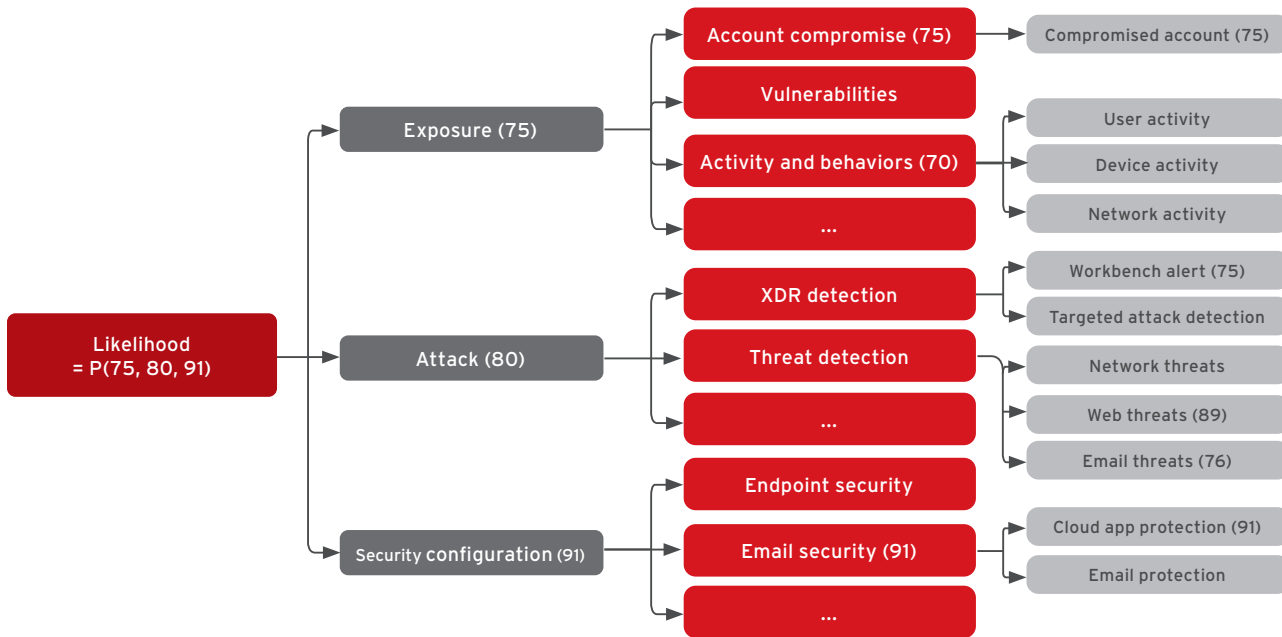 Likelihood
= P(75, 80, 91)
Exposure (75)
Account compromise (75)
Compromised account (75)
Vulnerabilities
Activity and behaviors (70)
User activity
Device activity
Network activity
...
Attack (80)
XDR detection
Workbench alert (75)
Targeted attack detection
Threat detection
Network threats
Web threats (89)
Email threats (76)
...
Security configuration (91)
Endpoint security
Email security (91)
Cloud app protection (91)
Email protection
...